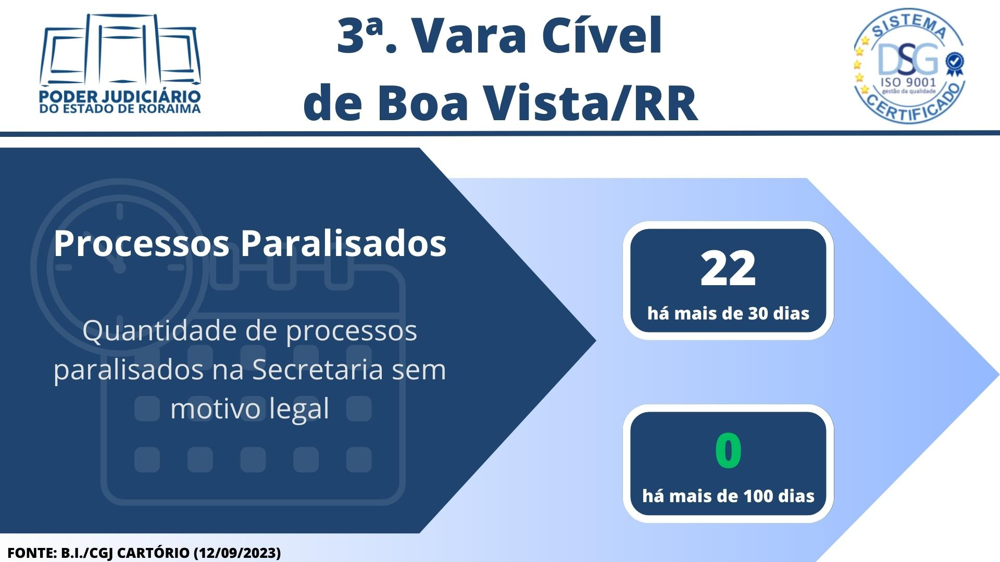 PODER JUDICIÁRIO
DO ESTADO DE RORAIMA
3ª. Vara Cível
de Boa Vista/RR
SISTEMA
DSG
ISO 9001
gestão da qualidade
CERTIFICADO
Processos Paralisados
Quantidade de processos
paralisados na Secretaria sem
motivo legal
22
há mais de 30 dias
0
há mais de 100 dias
FONTE: B.I./CGJ CARTÓRIO (12/09/2023)